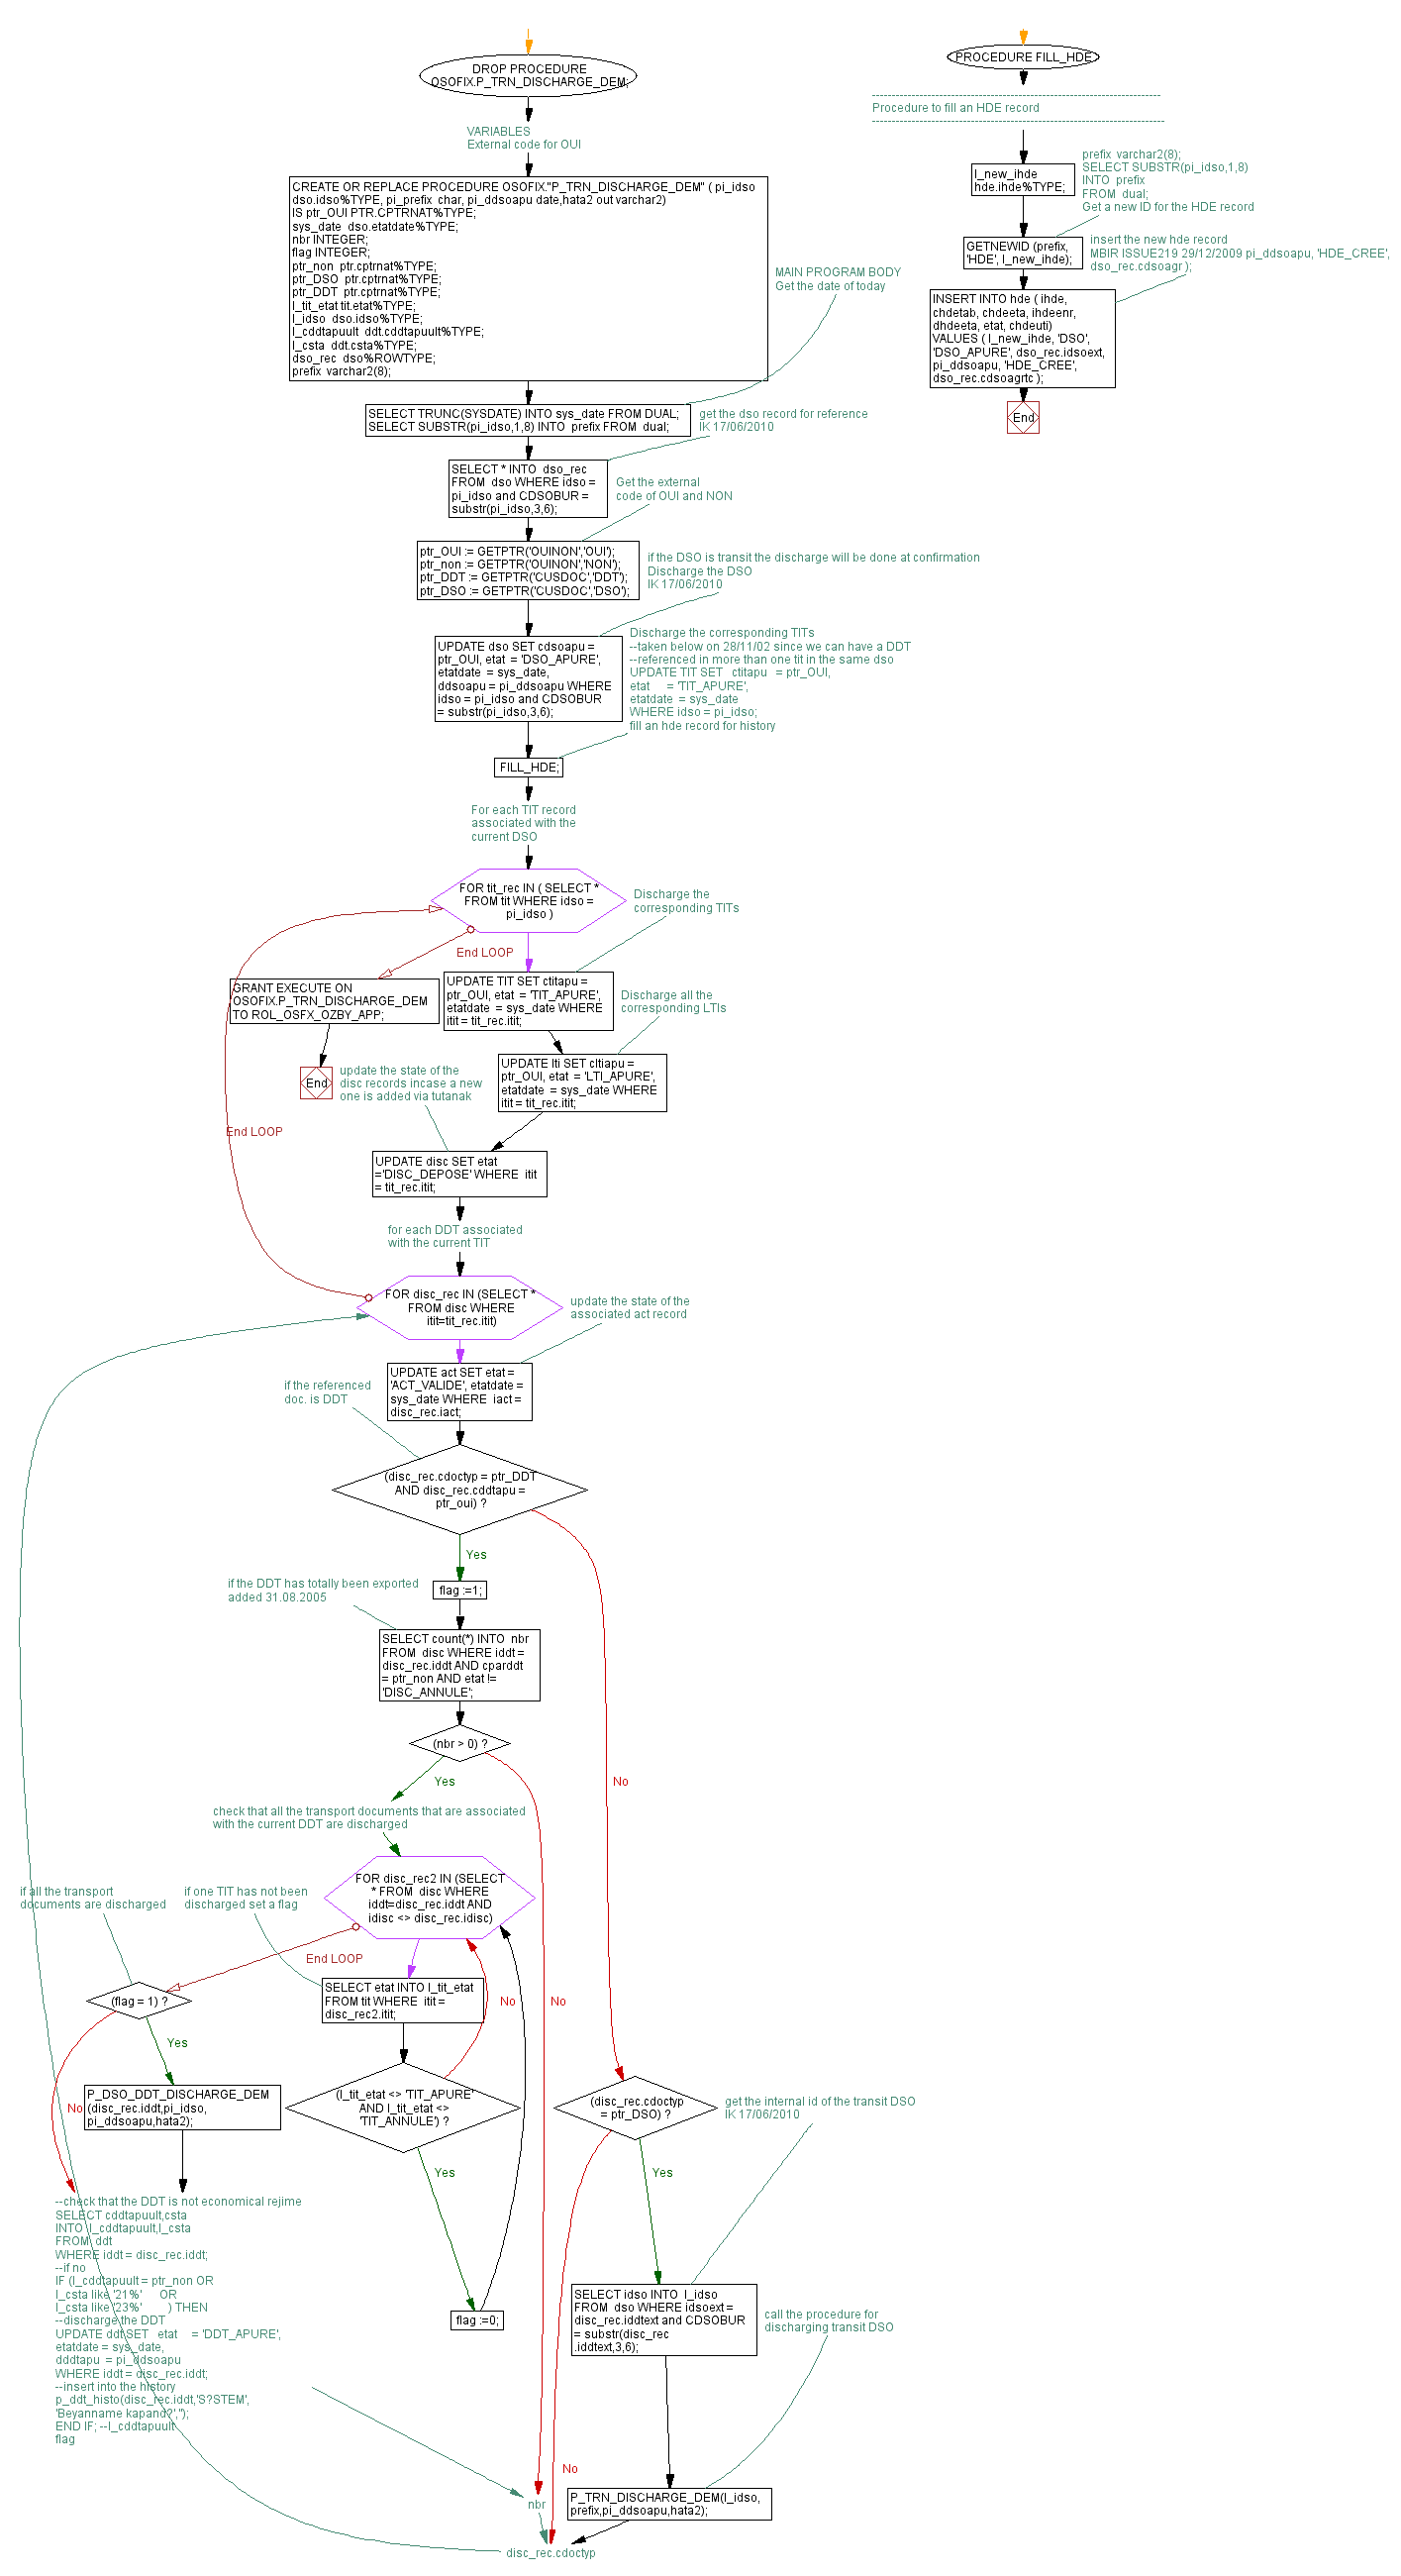 DROP PROCEDURE
OSOFIX.P_TRN_DISCHARGE_DEM;
VARIABLES
External code for OUI
CREATE OR REPLACE PROCEDURE OSOFIX."P_TRN_DISCHARGE_DEM" ( pi_idso
dso.idso%TYPE, pi_prefix char, pi_ddsoapu date,hata2 out varchar2)
IS ptr_OUI PTR.CPTRNAT%TYPE;
sys_date dso.etatdate%TYPE;
nbr INTEGER;
flag INTEGER;
ptr_non ptr.cptrnat%TYPE;
ptr_DSO ptr.cptrnat%TYPE;
ptr_DDT ptr.cptrnat%TYPE;
l_tit_etat tit.etat%TYPE;
l_idso dso.idso%TYPE;
l_cddtapuult ddt.cddtapuult%TYPE;
l_csta ddt.csta%TYPE;
dso_rec dso%ROWTYPE;
prefix varchar2(8);
MAIN PROGRAM BODY
Get the date of today
SELECT TRUNC(SYSDATE) INTO sys_date FROM DUAL;
SELECT SUBSTR(pi_idso,1,8) INTO prefix FROM dual;
get the dso record for reference
IK 17/06/2010
SELECT * INTO dso_rec
FROM dso WHERE idso =
pi_idso and CDSOBUR =
substr(pi_idso,3,6);
Get the external
code of OUI and NON
ptr_OUI := GETPTR('OUINON','OUI');
ptr_non := GETPTR('OUINON','NON');
ptr_DDT := GETPTR('CUSDOC','DDT');
ptr_DSO := GETPTR('CUSDOC','DSO');
if the DSO is transit the discharge will be done at confirmation
Discharge the DSO
IK 17/06/2010
UPDATE dso SET cdsoapu =
ptr_OUI, etat = 'DSO_APURE',
etatdate = sys_date,
ddsoapu = pi_ddsoapu WHERE
idso = pi_idso and CDSOBUR
= substr(pi_idso,3,6);
Discharge the corresponding TITs
--taken below on 28/11/02 since we can have a DDT
--referenced in more than one tit in the same dso
UPDATE TIT SET ctitapu = ptr_OUI,
etat = 'TIT_APURE',
etatdate = sys_date
WHERE idso = pi_idso;
fill an hde record for history
FILL_HDE;
For each TIT record
associated with the
current DSO
FOR tit_rec IN ( SELECT *
FROM tit WHERE idso =
pi_idso )
Discharge the
corresponding TITs
End LOOP
GRANT EXECUTE ON
OSOFIX.P_TRN_DISCHARGE_DEM
TO ROL_OSFX_OZBY_APP;
End
UPDATE TIT SET ctitapu =
ptr_OUI, etat = 'TIT_APURE',
etatdate = sys_date WHERE
itit = tit_rec.itit;
Discharge all the
corresponding LTIs
UPDATE lti SET cltiapu =
ptr_OUI, etat = 'LTI_APURE',
etatdate = sys_date WHERE
itit = tit_rec.itit;
update the state of the
disc records incase a new
one is added via tutanak
End LOOP
UPDATE disc SET etat
='DISC_DEPOSE' WHERE itit
= tit_rec.itit;
for each DDT associated
with the current TIT
FOR disc_rec IN (SELECT *
FROM disc WHERE
itit=tit_rec.itit)
update the state of the
associated act record
UPDATE act SET etat =
'ACT_VALIDE', etatdate =
sys_date WHERE iact =
disc_rec.iact;
if the referenced
doc. is DDT
(disc_rec.cdoctyp = ptr_DDT
AND disc_rec.cddtapu =
ptr_oui) ?
Yes
flag :=1;
if the DDT has totally been exported
added 31.08.2005
SELECT count(*) INTO nbr
FROM disc WHERE iddt =
disc_rec.iddt AND cparddt
= ptr_non AND etat !=
'DISC_ANNULE';
(nbr > 0) ?
Yes
No
check that all the transport documents that are associated
with the current DDT are discharged
FOR disc_rec2 IN (SELECT
* FROM disc WHERE
iddt=disc_rec.iddt AND
idisc <> disc_rec.idisc)
if all the transport
documents are discharged
if one TIT has not been
discharged set a flag
End LOOP
(flag = 1) ?
SELECT etat INTO l_tit_etat
FROM tit WHERE itit =
disc_rec2.itit;
No
No
Yes
P_DSO_DDT_DISCHARGE_DEM
(disc_rec.iddt,pi_idso,
pi_ddsoapu,hata2);
No
(l_tit_etat <> 'TIT_APURE'
AND l_tit_etat <>
'TIT_ANNULE') ?
(disc_rec.cdoctyp
= ptr_DSO) ?
get the internal id of the transit DSO
IK 17/06/2010
Yes
Yes
--check that the DDT is not economical rejime
SELECT cddtapuult,csta
INTO l_cddtapuult,l_csta
FROM ddt
WHERE iddt = disc_rec.iddt;
--if no
IF (l_cddtapuult = ptr_non OR
l_csta like '21%' OR
l_csta like '23%' ) THEN
--discharge the DDT
UPDATE ddt SET etat = 'DDT_APURE',
etatdate = sys_date,
dddtapu = pi_ddsoapu
WHERE iddt = disc_rec.iddt;
--insert into the history
p_ddt_histo(disc_rec.iddt,'S?STEM',
'Beyanname kapand?','');
END IF; --l_cddtapuult
flag
flag :=0;
SELECT idso INTO l_idso
FROM dso WHERE idsoext =
disc_rec.iddtext and CDSOBUR
= substr(disc_rec
.iddtext,3,6);
call the procedure for
discharging transit DSO
No
nbr
P_TRN_DISCHARGE_DEM(l_idso,
prefix,pi_ddsoapu,hata2);
disc_rec.cdoctyp
PROCEDURE FILL_HDE
Procedure to fill an HDE record
l_new_ihde
hde.ihde%TYPE;
prefix varchar2(8);
SELECT SUBSTR(pi_idso,1,8)
INTO prefix
FROM dual;
Get a new ID for the HDE record
GETNEWID (prefix,
'HDE', l_new_ihde);
insert the new hde record
MBIR ISSUE219 29/12/2009 pi_ddsoapu, 'HDE_CREE',
dso_rec.cdsoagr );
INSERT INTO hde ( ihde,
chdetab, chdeeta, ihdeenr,
dhdeeta, etat, chdeuti)
VALUES ( l_new_ihde, 'DSO',
'DSO_APURE', dso_rec.idsoext,
pi_ddsoapu, 'HDE_CREE',
dso_rec.cdsoagrtc );
End